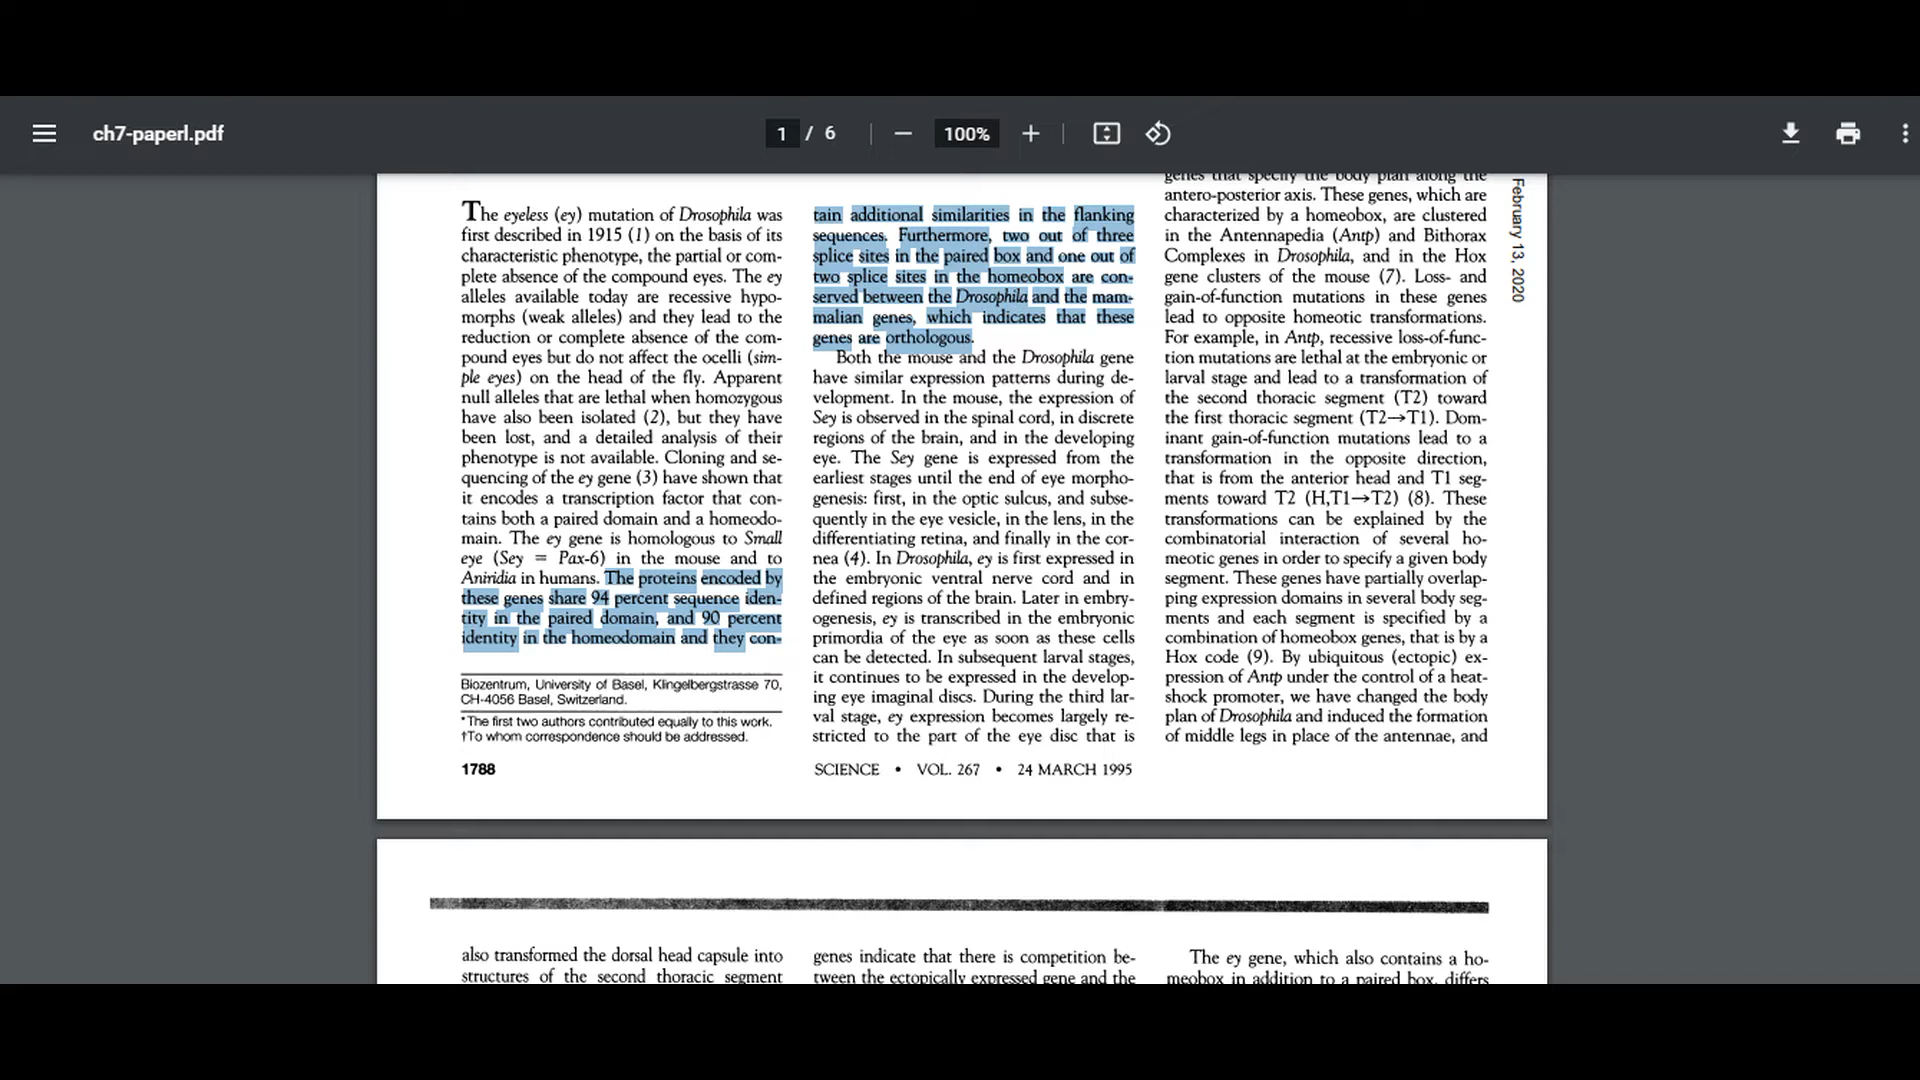 ch7-paperl.pdf
1 / 6
100%
The eyeless (ey) mutation of Drosophila was
first described in 1915 (1) on the basis of its
characteristic phenotype, the partial or com-
plete absence of the compound eyes. The ey
alleles available today are recessive hypo-
morphs (weak alleles) and they lead to the
reduction or complete absence of the com-
pound eyes but do not affect the ocelli (sim-
ple eyes) on the head of the fly. Apparent
null alleles that are lethal when homozygous
have also been isolated (2), but they have
been lost, and a detailed analysis of their
phenotype is not available. Cloning and se-
quencing of the ey gene (3) have shown that
it encodes a transcription factor that con-
tains both a paired domain and a homeodo-
main. The ey gene is homologous to Small
eye (Sey = Pax-6) in the mouse and to
Aniridia in humans. The proteins encoded by
these genes share 94 percent sequence iden-
tity in the paired domain, and 90 percent
identity in the homeodomain and they con-
Biozentrum, University of Basel, Klingelbergstrasse 70,
CH-4056 Basel, Switzerland.
*The first two authors contributed equally to this work.
†To whom correspondence should be addressed.
tain additional similarities in the flanking
sequences. Furthermore, two out of three
splice sites in the paired box and one out of
two splice sites in the homeobox are con-
served between the Drosophila and the mam-
malian genes, which indicates that these
genes are orthologous.
Both the mouse and the Drosophila gene
have similar expression patterns during de-
velopment. In the mouse, the expression of
Sey is observed in the spinal cord, in discrete
regions of the brain, and in the developing
eye. The Sey gene is expressed from the
earliest stages until the end of eye morpho-
genesis: first, in the optic sulcus, and subse-
quently in the eye vesicle, in the lens, in the
differentiating retina, and finally in the cor-
nea (4). In Drosophila, ey is first expressed in
the embryonic ventral nerve cord and in
defined regions of the brain. Later in embry-
ogenesis, ey is transcribed in the embryonic
primordia of the eye as soon as these cells
can be detected. In subsequent larval stages,
it continues to be expressed in the develop-
ing eye imaginal discs. During the third lar-
val stage, ey expression becomes largely re-
stricted to the part of the eye disc that is
genes that specify the body plan along the
antero-posterior axis. These genes, which are
characterized by a homeobox, are clustered
in the Antennapedia (Antp) and Bithorax
Complexes in Drosophila, and in the Hox
gene clusters of the mouse (7). Loss- and
gain-of-function mutations in these genes
lead to opposite homeotic transformations.
For example, in Antp, recessive loss-of-func-
tion mutations are lethal at the embryonic or
larval stage and lead to a transformation of
the second thoracic segment (T2) toward
the first thoracic segment (T2→T1). Dom-
inant gain-of-function mutations lead to a
transformation in the opposite direction,
that is from the anterior head and T1 seg-
ments toward T2 (H,T1→T2) (8). These
transformations can be explained by the
combinatorial interaction of several ho-
meotic genes in order to specify a given body
segment. These genes have partially overlap-
ping expression domains in several body seg-
ments and each segment is specified by a
combination of homeobox genes, that is by a
Hox code (9). By ubiquitous (ectopic) ex-
pression of Antp under the control of a heat-
shock promoter, we have changed the body
plan of Drosophila and induced the formation
of middle legs in place of the antennae, and
February 13, 2020
1788
SCIENCE • VOL. 267 • 24 MARCH 1995
also transformed the dorsal head capsule into
structures of the second thoracic segment
genes indicate that there is competition be-
tween the ectopically expressed gene and the
The ey gene, which also contains a ho-
meobox in addition to a paired box, differs